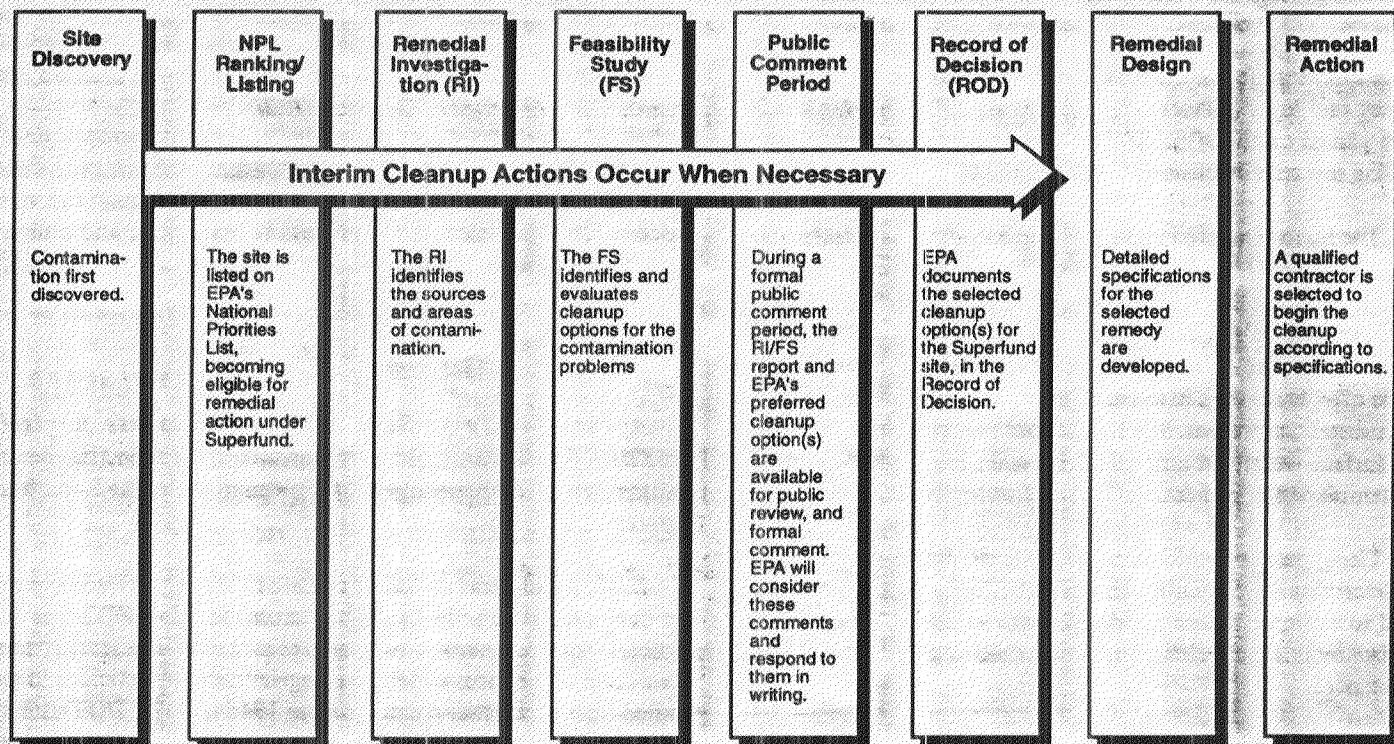 Site
Discovery
Contamina-
tion first
discovered.
NPL
Ranking/
Listing
The site is
listed on
EPA's
National
Priorities
List,
becoming
eligible for
remedial
action under
Superfund.
Remedial
Investiga-
tion (RI)
The RI
identifies
the sources
and areas
of contami-
nation.
Feasibility
Study
(FS)
The FS
identifies and
evaluates
cleanup
options for the
contamination
problems
Public
Comment
Period
During a
formal
public
comment
period, the
RI/FS
report and
EPA's
preferred
cleanup
option(s)
are
available
for public
review, and
formal
comment.
EPA will
consider
these
comments
and
respond to
them in
writing.
Record of
Decision
(ROD)
EPA
documents
the selected
cleanup
option(s) for
the Superfund
site, in the
Record of
Decision.
Remedial
Design
Detailed
specifications
for the
selected
remedy
are
developed.
Remedial
Action
A qualified
contractor is
selected to
begin the
cleanup
according to
specifications.
Interim Cleanup Actions Occur When Necessary